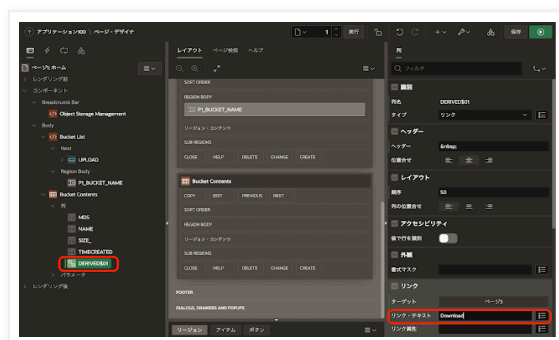 アプリケーション100 \ ページ・デザイナ
1
実行
保存
ページ1: ホーム
レンダリング前
コンポーネント
Breadcrumb Bar
Object Storage Management
Body
Bucket List
Next
UPLOAD
Region Body
P1_BUCKET_NAME
Bucket Contents
列
MD5
NAME
SIZE_
TIMECREATED
DERIVED$01
パラメータ
レンダリング後
レイアウト ページ検索 ヘルプ
SORT ORDER
REGION BODY
P1_BUCKET_NAME
リージョン・コンテンツ
SUB REGIONS
CLOSE HELP DELETE CHANGE CREATE
Bucket Contents
COPY EDIT PREVIOUS NEXT
SORT ORDER
REGION BODY
リージョン・コンテンツ
SUB REGIONS
CLOSE HELP DELETE CHANGE CREATE
FOOTER
DIALOGS, DRAWERS AND POPUPS
リージョン アイテム ボタン
列
フィルタ
識別
列名 DERIVED$01
タイプ リンク
ヘッダー
ヘッダー &nbsp;
位置合せ
レイアウト
順序 50
列の位置合せ
アクセシビリティ
値で行を識別
外観
書式マスク
リンク
ターゲット ページ3
リンク・テキスト Download
リンク属性